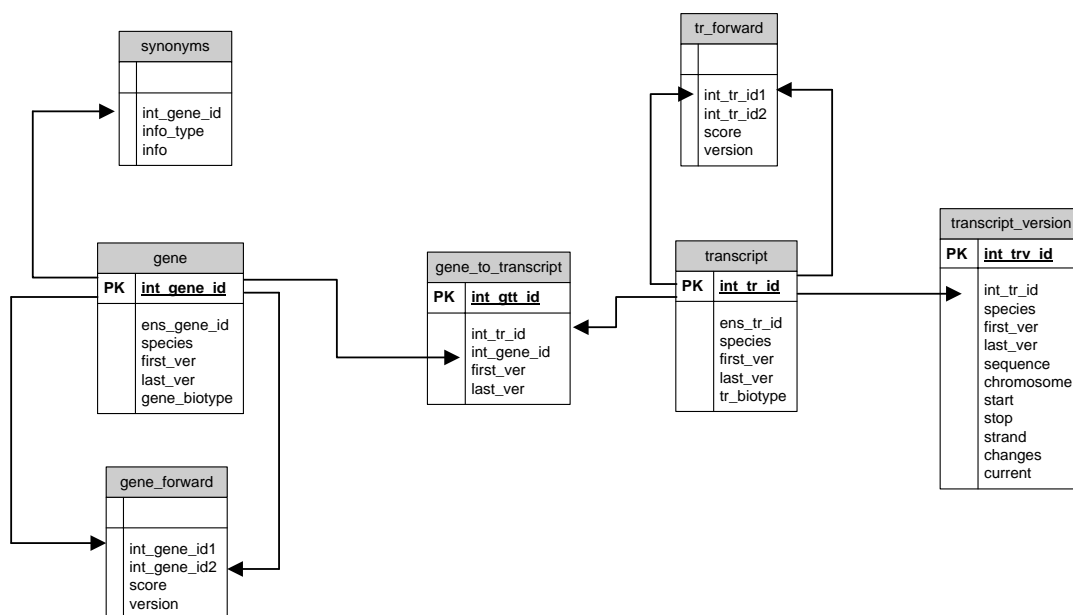 synonyms
int_gene_id
info_type
info
tr_forward
int_tr_id1
int_tr_id2
score
version
gene
PK int_gene_id
ens_gene_id
species
first_ver
last_ver
gene_biotype
gene_to_transcript
PK int_gtt_id
int_tr_id
int_gene_id
first_ver
last_ver
transcript
PK int_tr_id
ens_tr_id
species
first_ver
last_ver
tr_biotype
transcript_version
PK int_trv_id
int_tr_id
species
first_ver
last_ver
sequence
chromosome
start
stop
strand
changes
current
gene_forward
int_gene_id1
int_gene_id2
score
version